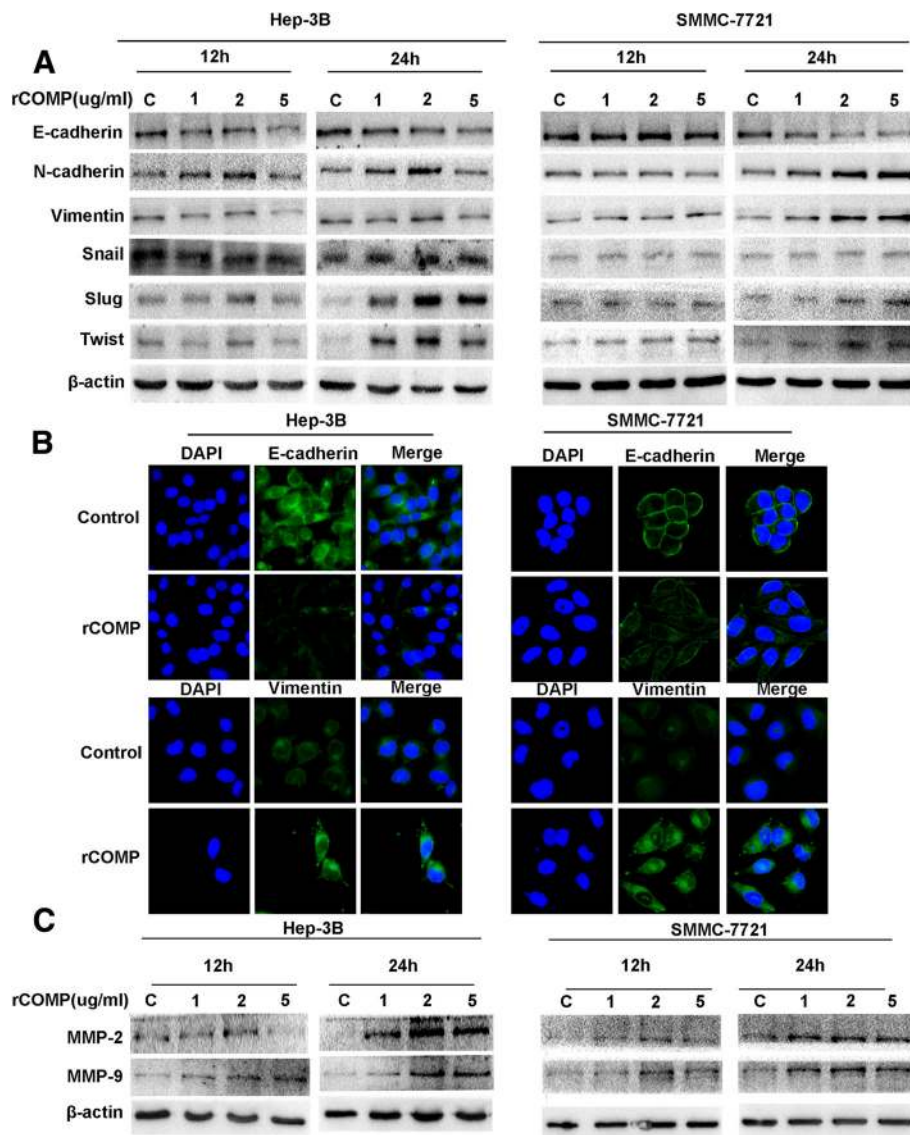 Hep-3B SMMC-7721
A
12h 24h 12h 24h
rCOMP(ug/ml) C 1 2 5 C 1 2 5 C 1 2 5 C 1 2 5
E-cadherin
N-cadherin
Vimentin
Snail
Slug
Twist
β-actin
Hep-3B SMMC-7721
B
DAPI E-cadherin Merge DAPI E-cadherin Merge
Control
rCOMP
DAPI Vimentin Merge DAPI Vimentin Merge
Control
rCOMP
C
Hep-3B SMMC-7721
12h 24h 12h 24h
rCOMP(ug/ml) C 1 2 5 C 1 2 5 C 1 2 5 C 1 2 5
MMP-2
MMP-9
β-actin